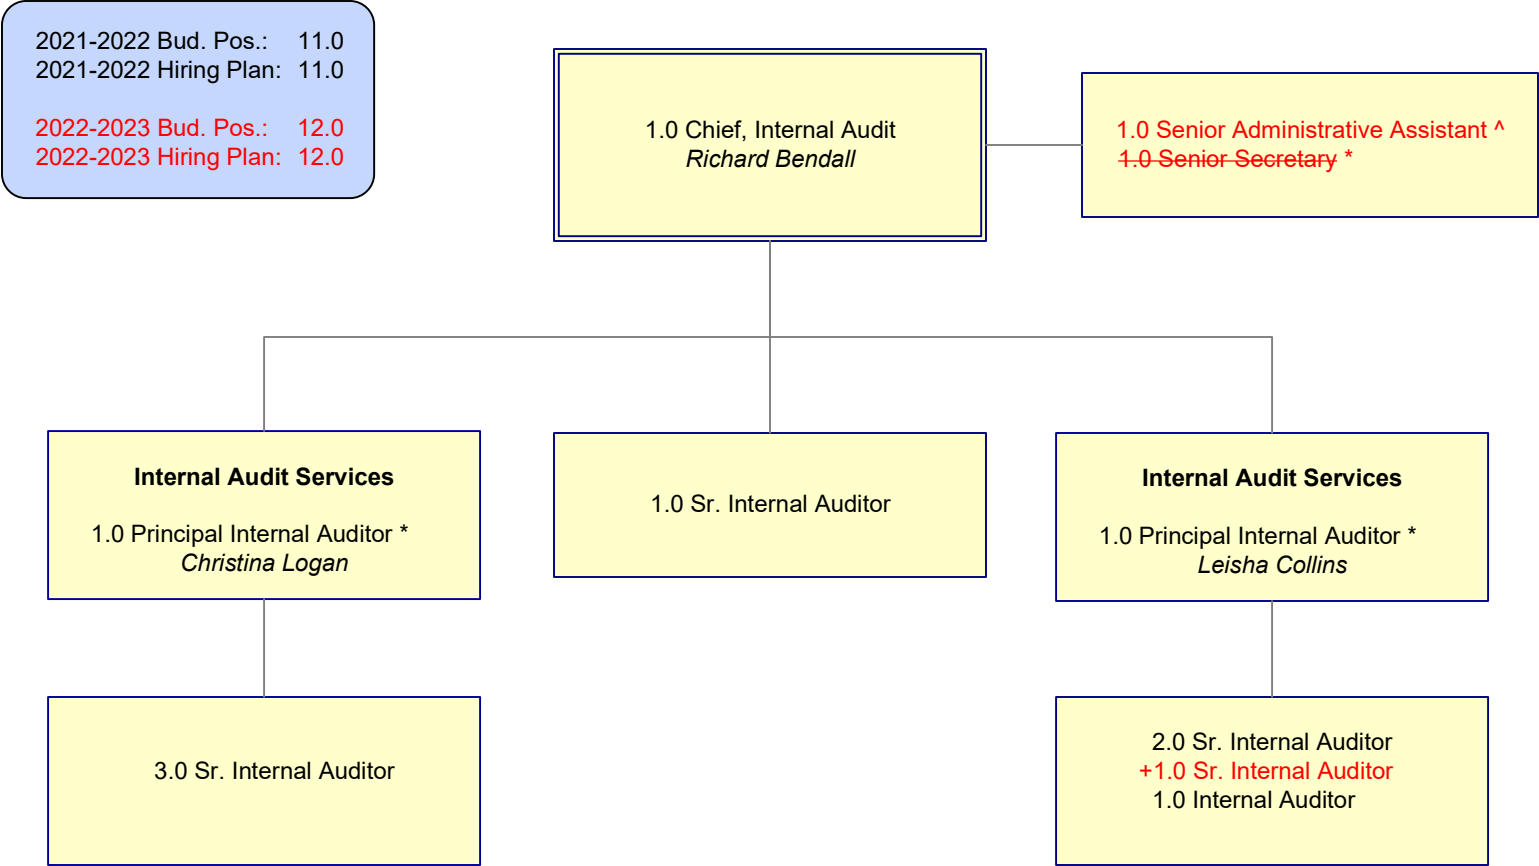 2021-2022 Bud. Pos.: 11.0
2021-2022 Hiring Plan: 11.0
2022-2023 Bud. Pos.: 12.0
2022-2023 Hiring Plan: 12.0
1.0 Chief, Internal Audit
Richard Bendall
1.0 Senior Administrative Assistant ^
1.0 Senior Secretary *
Internal Audit Services
1.0 Principal Internal Auditor *
Christina Logan
1.0 Sr. Internal Auditor
Internal Audit Services
1.0 Principal Internal Auditor *
Leisha Collins
3.0 Sr. Internal Auditor
2.0 Sr. Internal Auditor
+1.0 Sr. Internal Auditor
1.0 Internal Auditor